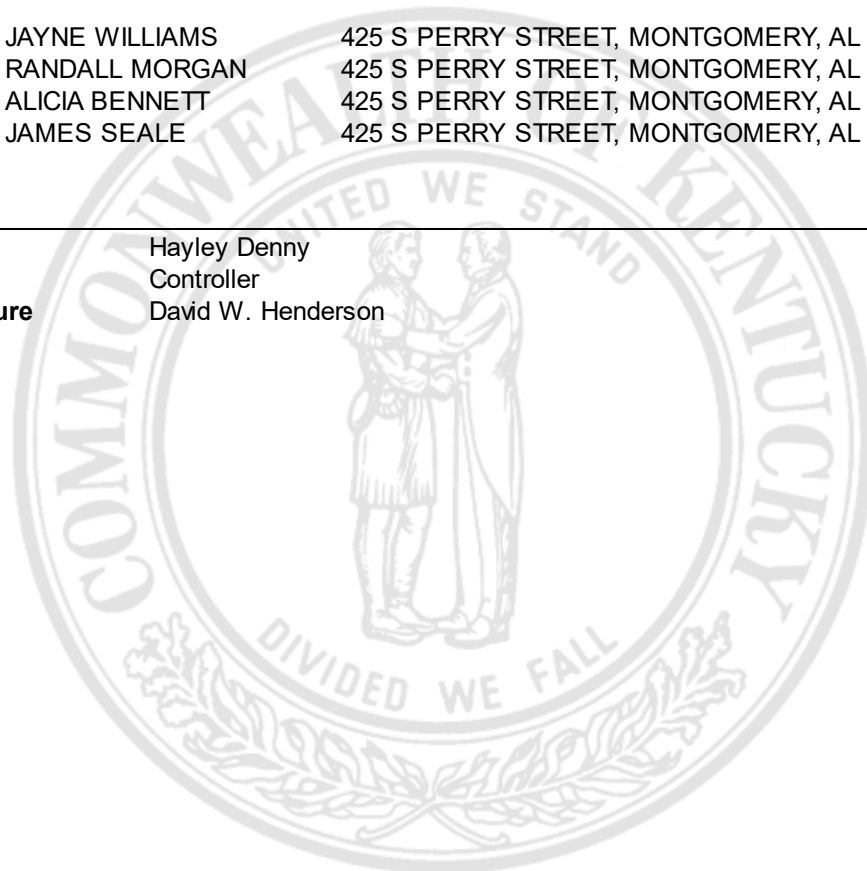 JAYNE WILLIAMS 425 S PERRY STREET, MONTGOMERY, AL
RANDALL MORGAN 425 S PERRY STREET, MONTGOMERY, AL
ALICIA BENNETT 425 S PERRY STREET, MONTGOMERY, AL
JAMES SEALE 425 S PERRY STREET, MONTGOMERY, AL
Hayley Denny
Controller
ure David W. Henderson
COMMONWEALTH OF KENTUCKY
UNITED WE STAND
DIVIDED WE FALL